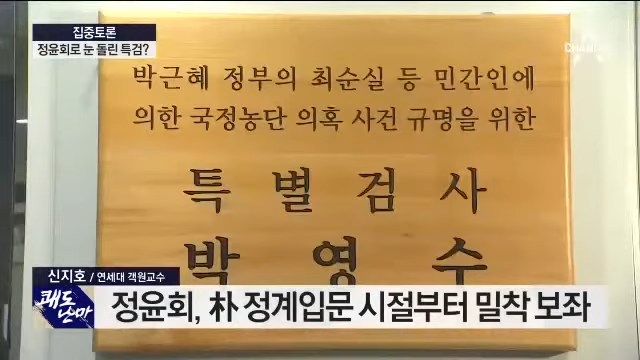 집중토론
정윤회로 눈 돌린 특검?
CHANNEL A
박근혜 정부의 최순실 등 민간인에
의한 국정농단 의혹 사건 규명을 위한
특 별 검 사
박 영 수
신지호 / 연세대 객원교수
쾌도난마
정윤회, 朴 정계입문 시절부터 밀착 보좌